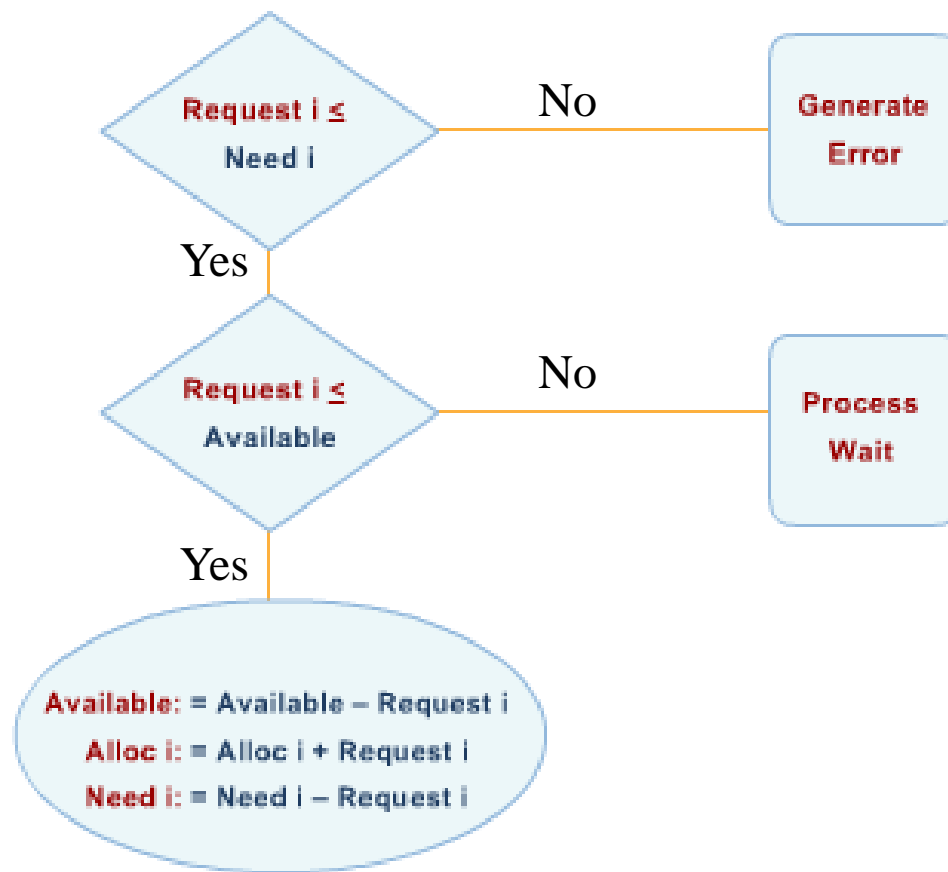 Request i ≤
Need i
No
Generate
Error
Yes
Request i ≤
Available
No
Process
Wait
Yes
Available: = Available – Request i
Alloc i: = Alloc i + Request i
Need i: = Need i – Request i